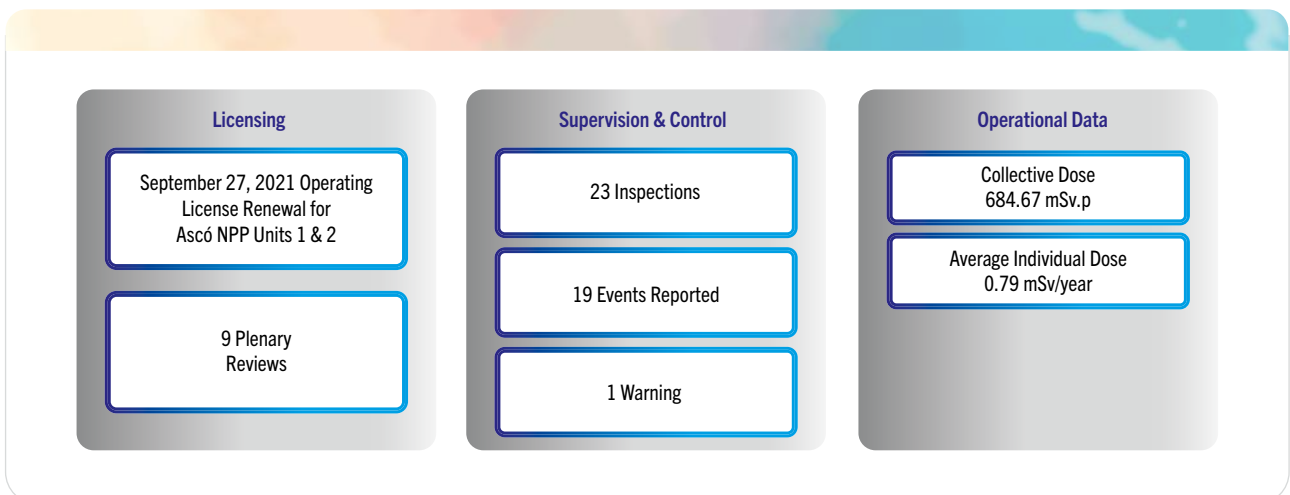 Licensing
September 27, 2021 Operating
License Renewal for
Ascó NPP Units 1 & 2
9 Plenary
Reviews
Supervision & Control
23 Inspections
19 Events Reported
1 Warning
Operational Data
Collective Dose
684.67 mSv.p
Average Individual Dose
0.79 mSv/year